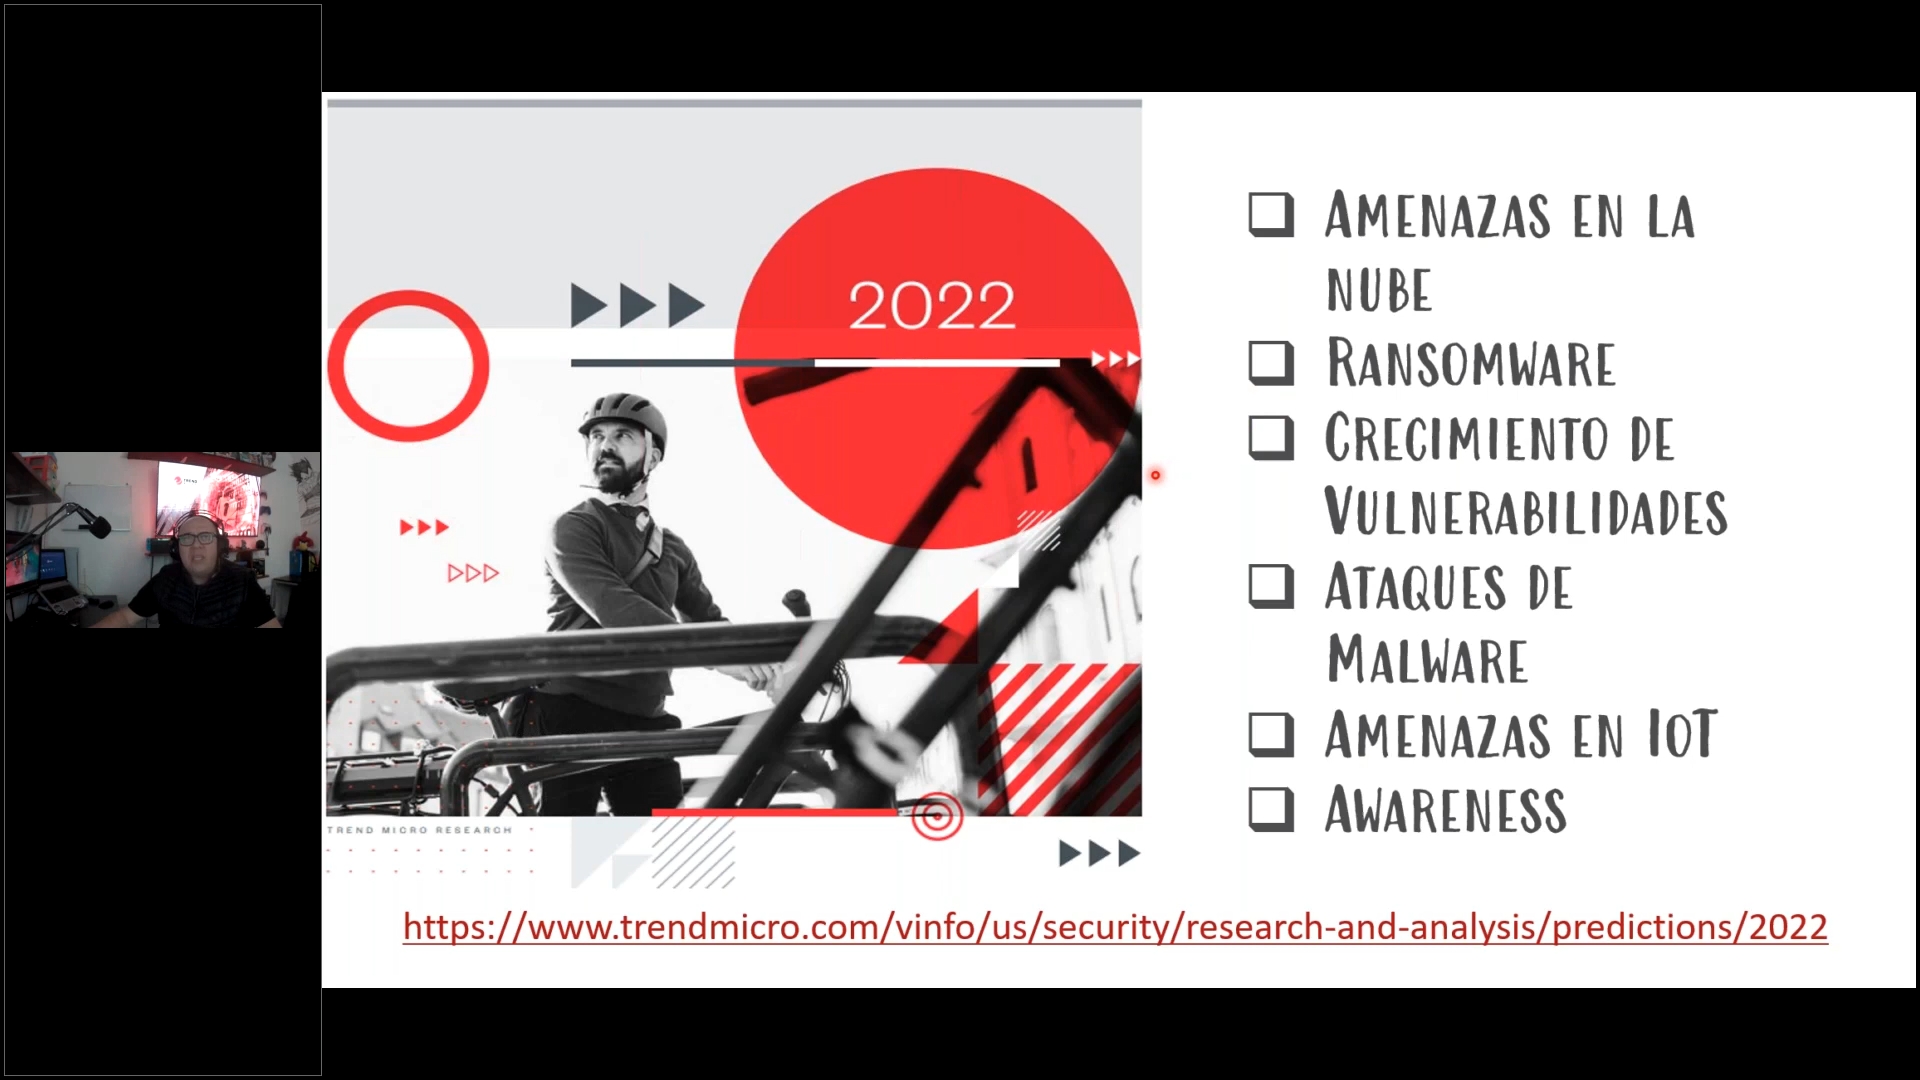 2022
TREND MICRO RESEARCH
❑ AMENAZAS EN LA
NUBE
❑ RANSOMWARE
❑ CRECIMIENTO DE
VULNERABILIDADES
❑ ATAQUES DE
MALWARE
❑ AMENAZAS EN IOT
❑ AWARENESS
https://www.trendmicro.com/vinfo/us/security/research-and-analysis/predictions/2022
TREND